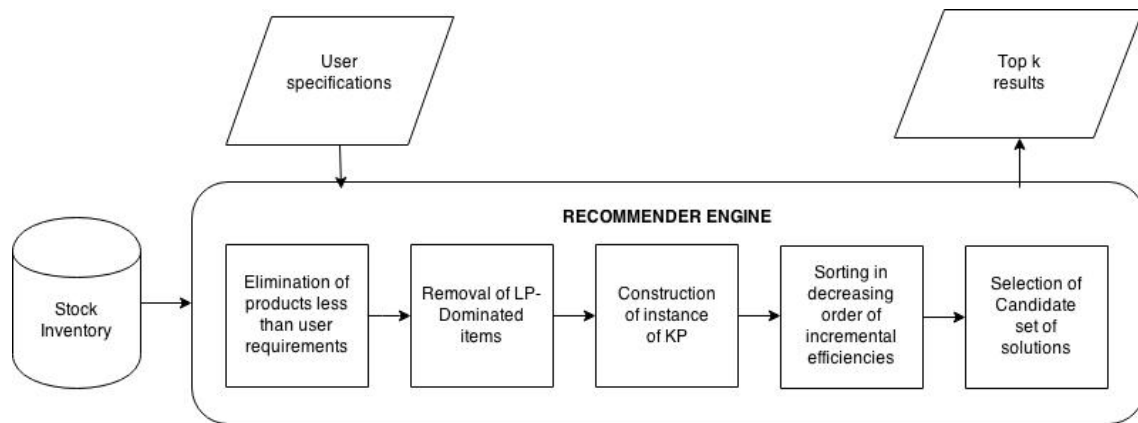 User
specifications
Top k
results
RECOMMENDER ENGINE
Stock
Inventory
Elimination of
products less
than user
requirements
Removal of LP-
Dominated
items
Construction
of instance
of KP
Sorting in
decreasing
order of
incremental
efficiencies
Selection of
Candidate
set of
solutions